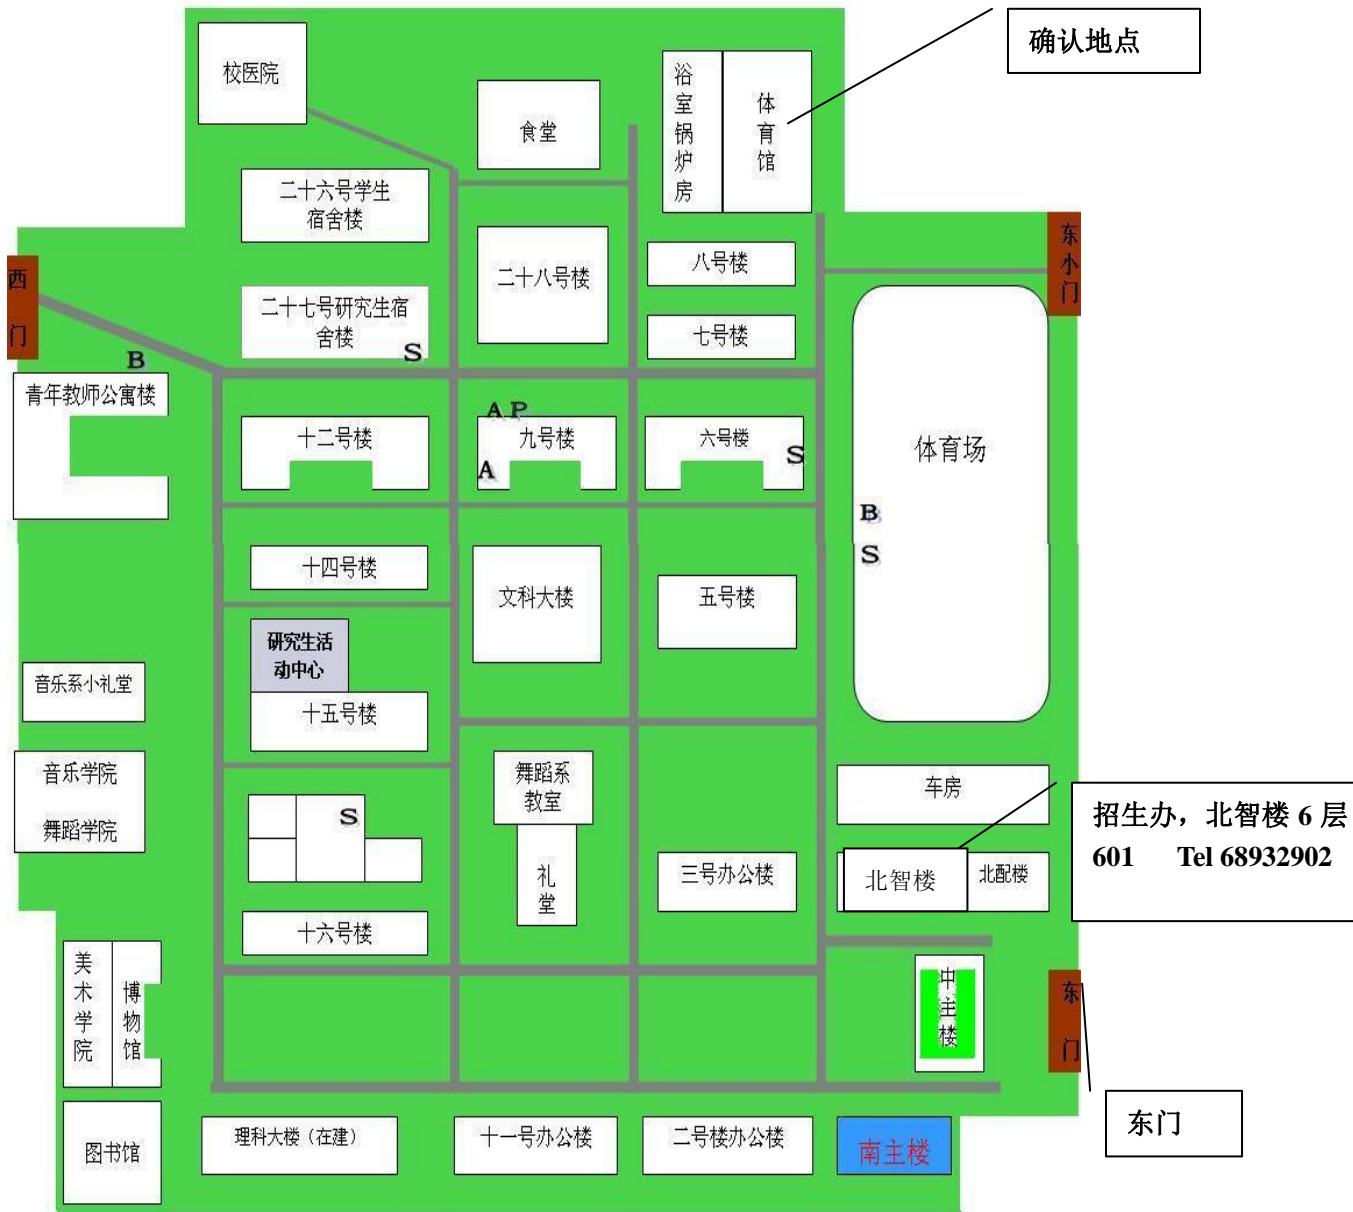 确认地点
校医院
食堂
浴室锅炉房
体育馆
二十六号学生
宿舍楼
东小门
二十八号楼
八号楼
西门
二十七号研究生宿
舍楼
S
七号楼
B
青年教师公寓楼
A P
十二号楼
九号楼
A
六号楼
S
体育场
B
S
十四号楼
文科大楼
五号楼
研究生活
动中心
音乐系小礼堂
十五号楼
音乐学院
舞蹈学院
舞蹈系
教室
车房
S
招生办，北智楼 6 层
601 Tel 68932902
礼堂
三号办公楼
北智楼
北配楼
十六号楼
美术学院
博物馆
中主楼
东门
东门
图书馆
理科大楼（在建）
十一号办公楼
二号楼办公楼
南主楼